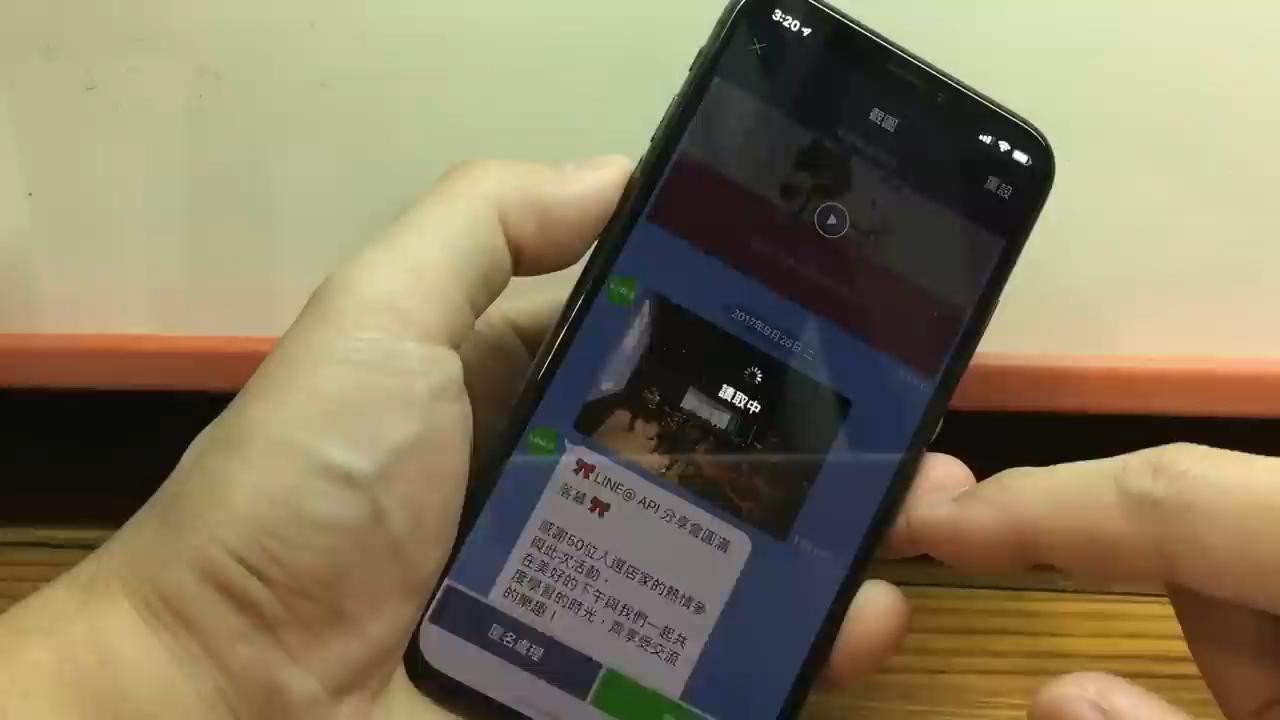 3:20
截圖
重設
2017年9月26日 二
讀取中
LINE@ API 分享會圓滿
落幕
感謝50位人這店家的熱情參
與此次活動，
在美好的下午與我們一起共
度學習的時光，齊享受交流
的樂趣！
匿名處理